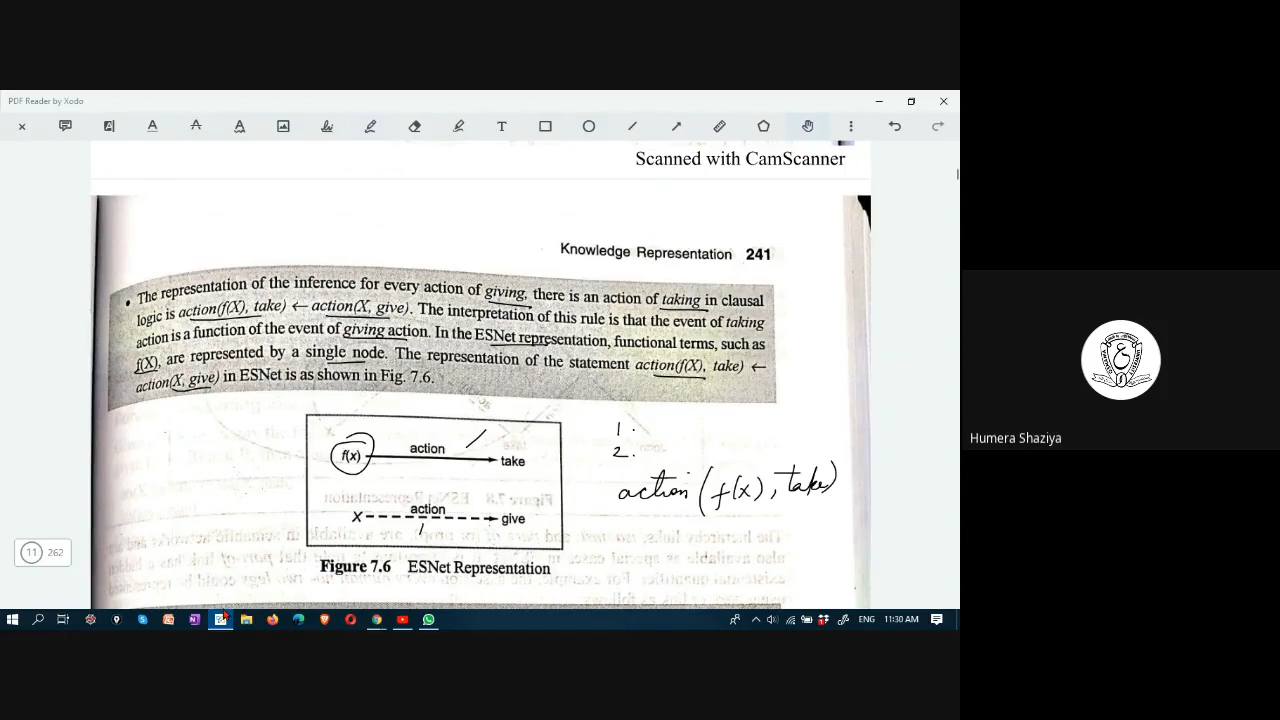 PDF Reader by Xodo
Scanned with CamScanner
Knowledge Representation 241
• The representation of the inference for every action of giving, there is an action of taking in clausal
logic is action(f(X), take) ← action(X, give). The interpretation of this rule is that the event of taking
action is a function of the event of giving action. In the ESNet representation, functional terms, such as
f(X), are represented by a single node. The representation of the statement action(f(X), take) ←
action(X, give) in ESNet is as shown in Fig. 7.6.
f(x) action take
X action give
1.
2.
action (f(x), take)
Figure 7.6 ESNet Representation
11 262
Humera Shaziya
ENG 11:30 AM